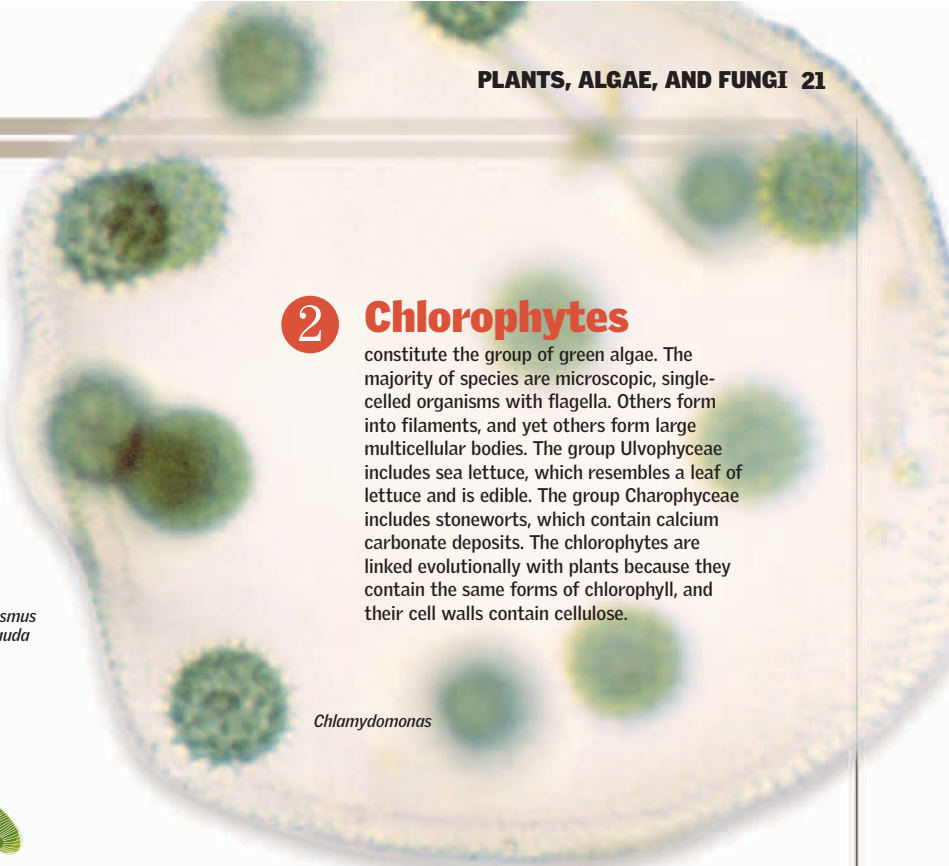 PLANTS, ALGAE, AND FUNGI 21
2 Chlorophytes
constitute the group of green algae. The
majority of species are microscopic, single-
celled organisms with flagella. Others form
into filaments, and yet others form large
multicellular bodies. The group Ulvophyceae
includes sea lettuce, which resembles a leaf of
lettuce and is edible. The group Charophyceae
includes stoneworts, which contain calcium
carbonate deposits. The chlorophytes are
linked evolutionally with plants because they
contain the same forms of chlorophyll, and
their cell walls contain cellulose.
smus
uda
Chlamydomonas